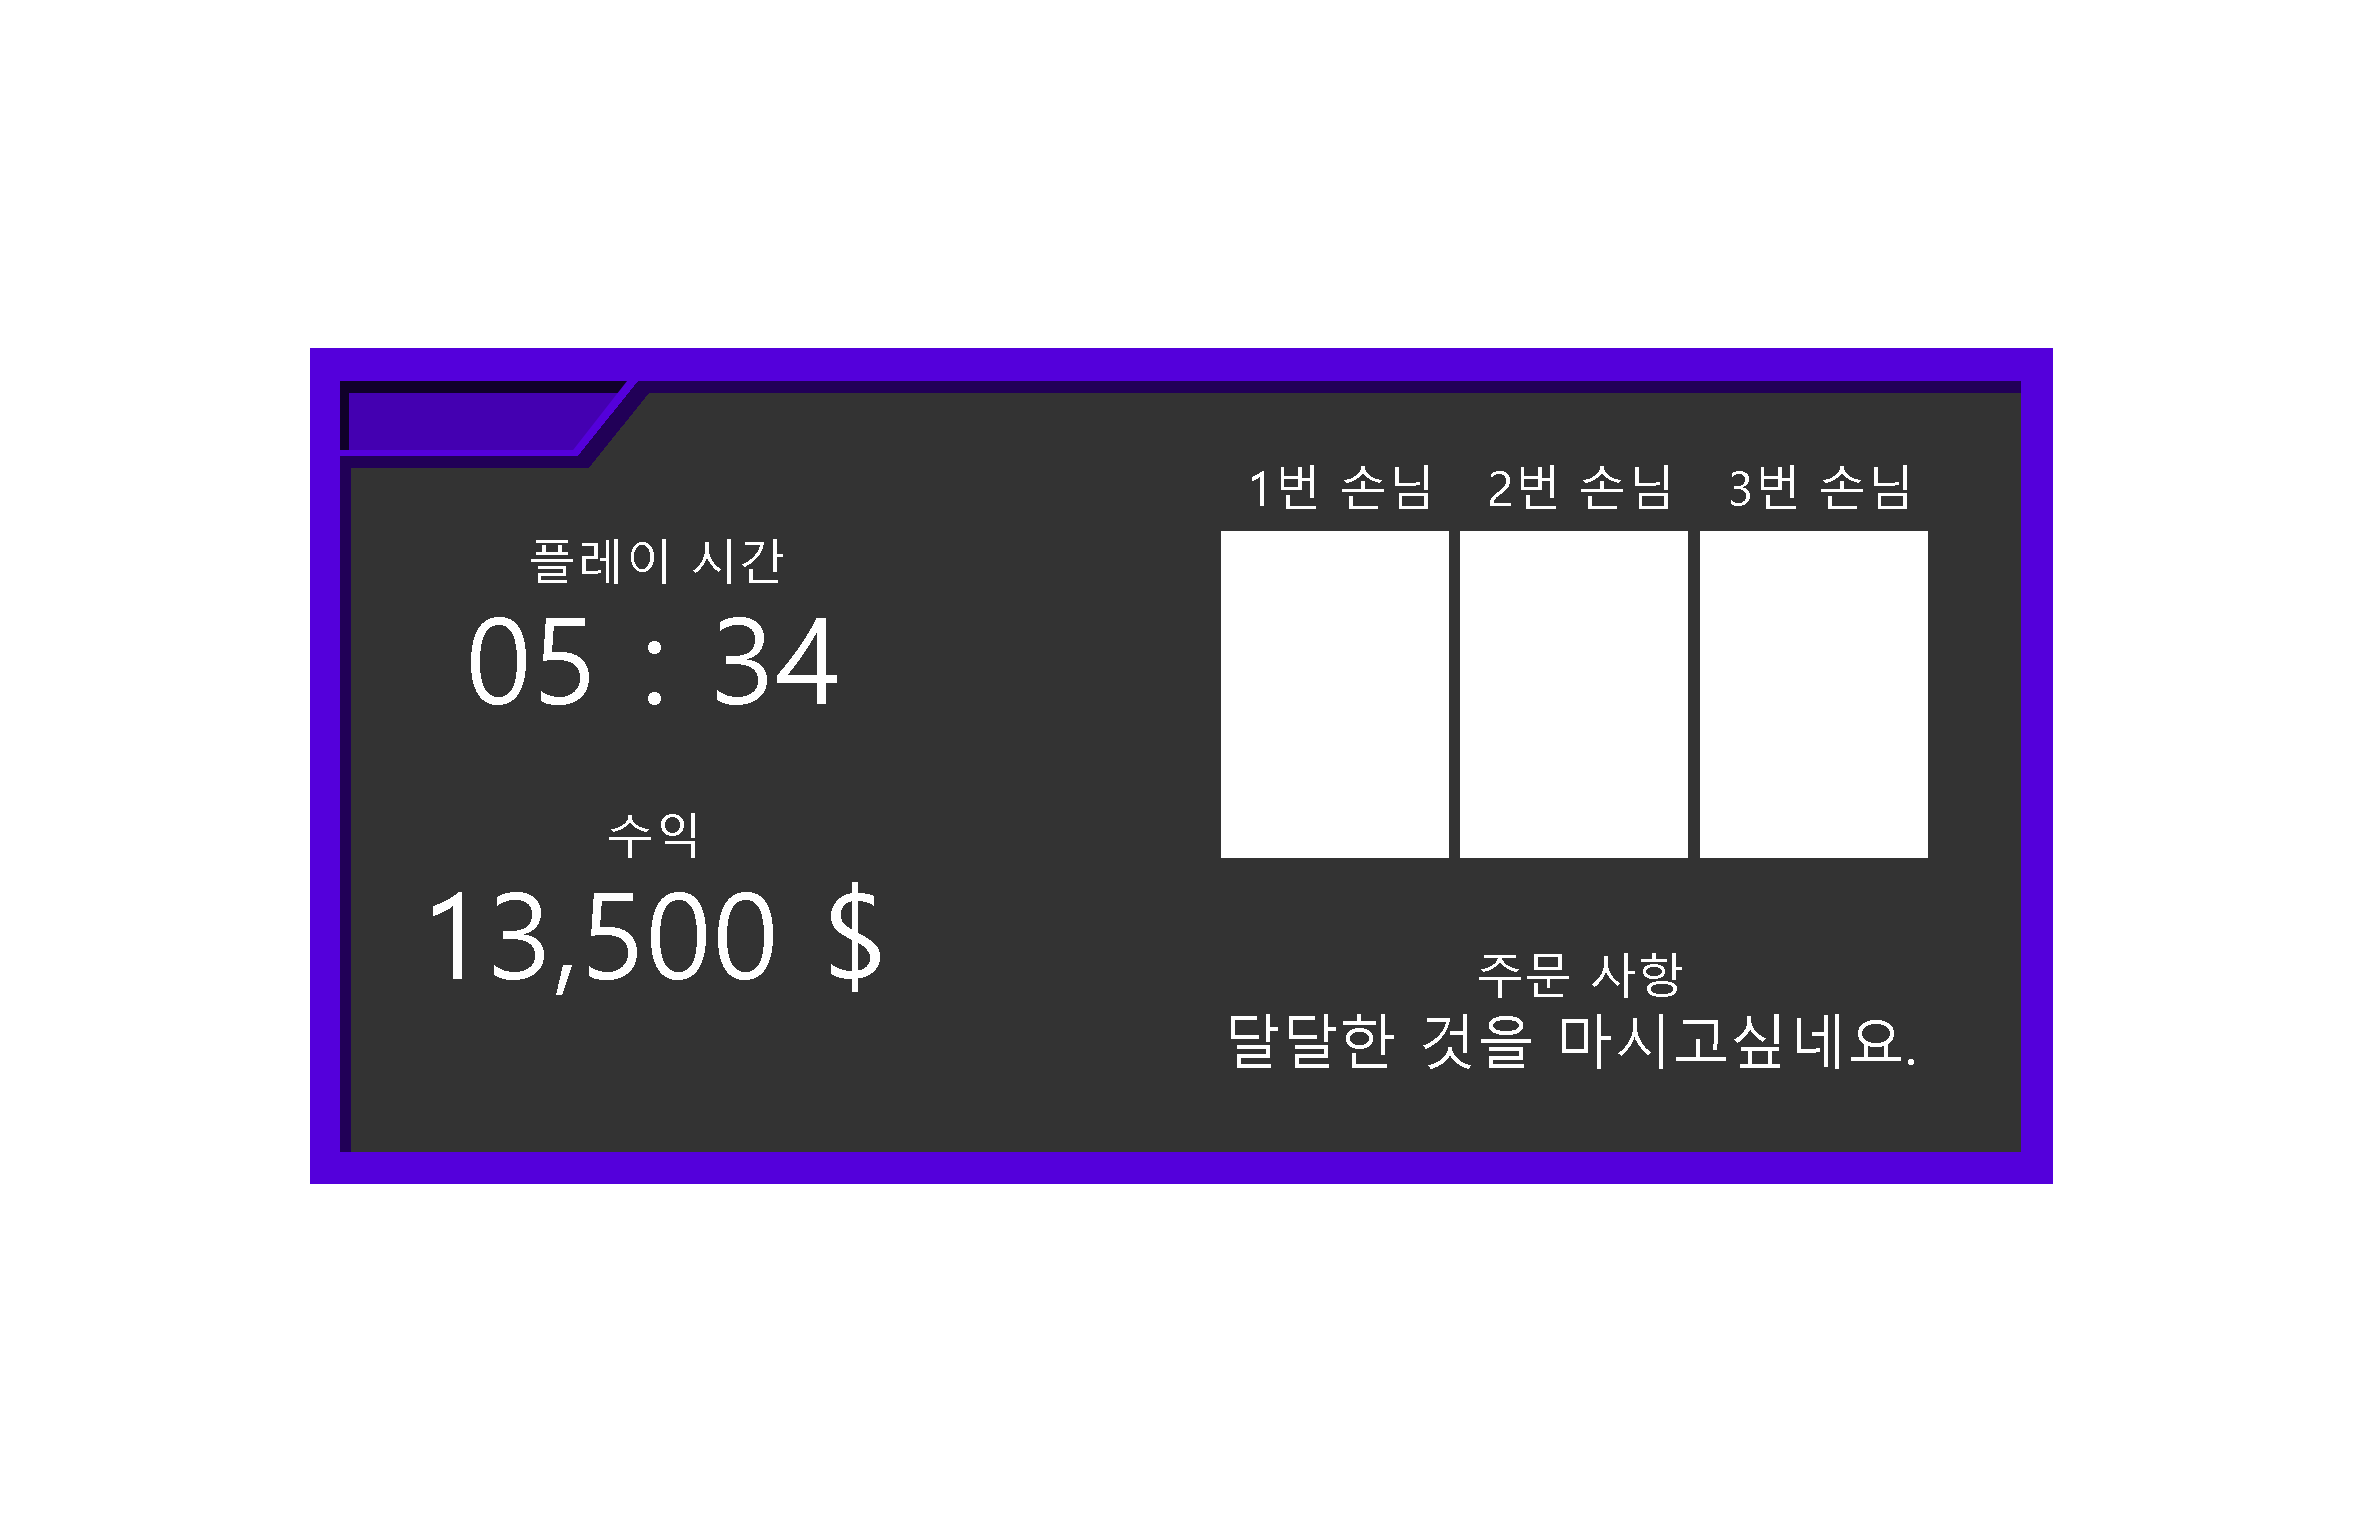 플레이 시간
05 : 34
수익
13,500 $
1번 손님 2번 손님 3번 손님
주문 사항
달달한 것을 마시고싶네요.